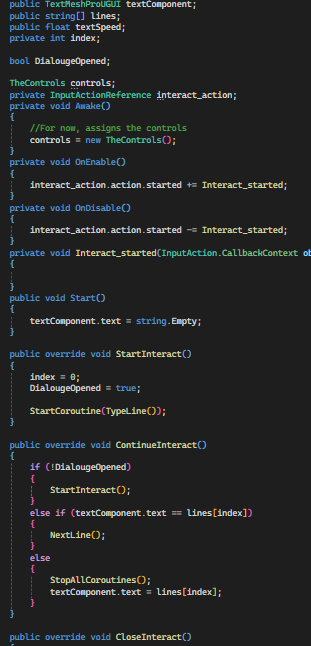 public TextMeshProUGUI textComponent;
public string[] lines;
public float textSpeed;
private int index;
bool DialougeOpened;
TheControls controls;
private InputActionReference interact_action;
private void Awake()
{
//For now, assigns the controls
controls = new TheControls();
}
private void OnEnable()
{
interact_action.action.started += Interact_started;
}
private void OnDisable()
{
interact_action.action.started -= Interact_started;
}
private void Interact_started(InputAction.CallbackContext ob
{
}
public void Start()
{
textComponent.text = string.Empty;
}
public override void StartInteract()
{
index = 0;
DialougeOpened = true;
StartCoroutine(TypeLine());
}
public override void ContinueInteract()
{
if (!DialougeOpened)
{
StartInteract();
}
else if (textComponent.text == lines[index])
{
NextLine();
}
else
{
StopAllCoroutines();
textComponent.text = lines[index];
}
}
public override void CloseInteract()
{